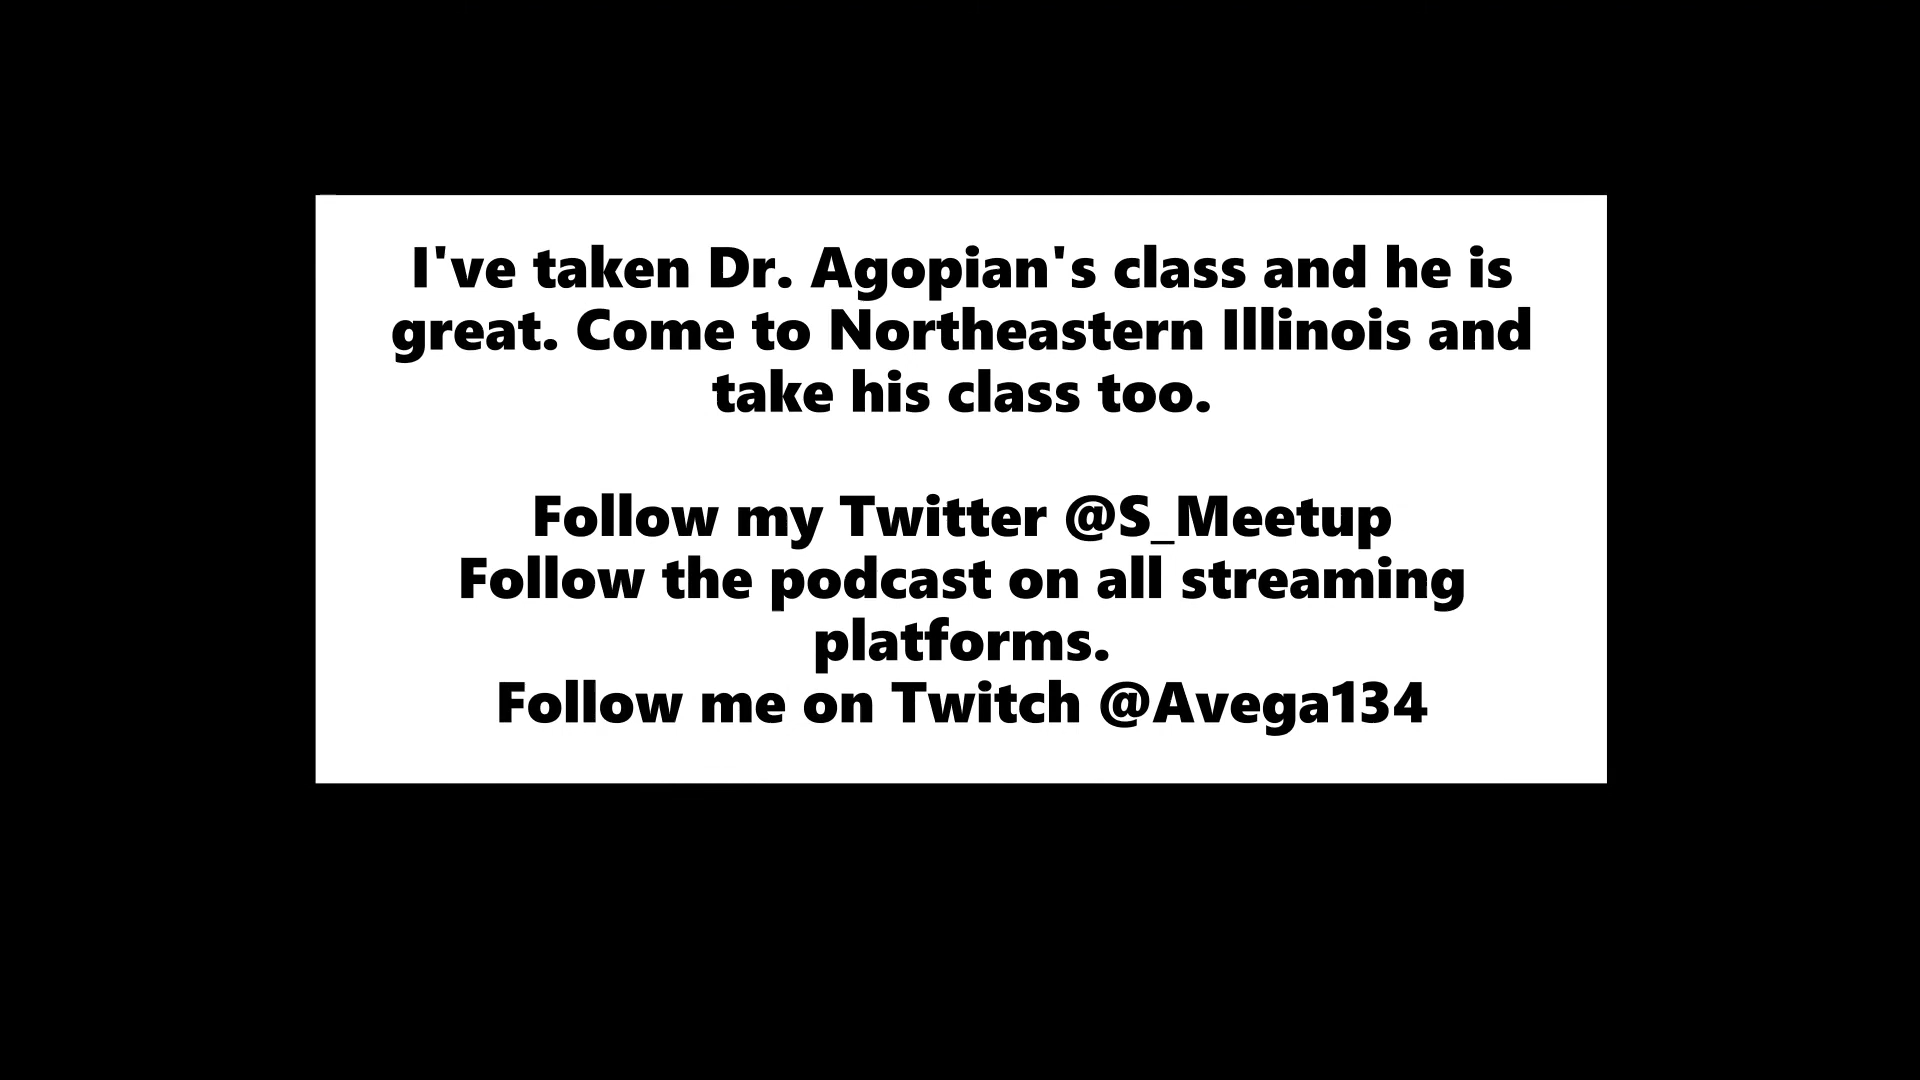 I've taken Dr. Agopian's class and he is
great. Come to Northeastern Illinois and
take his class too.
Follow my Twitter @S_Meetup
Follow the podcast on all streaming
platforms.
Follow me on Twitch @Avega134